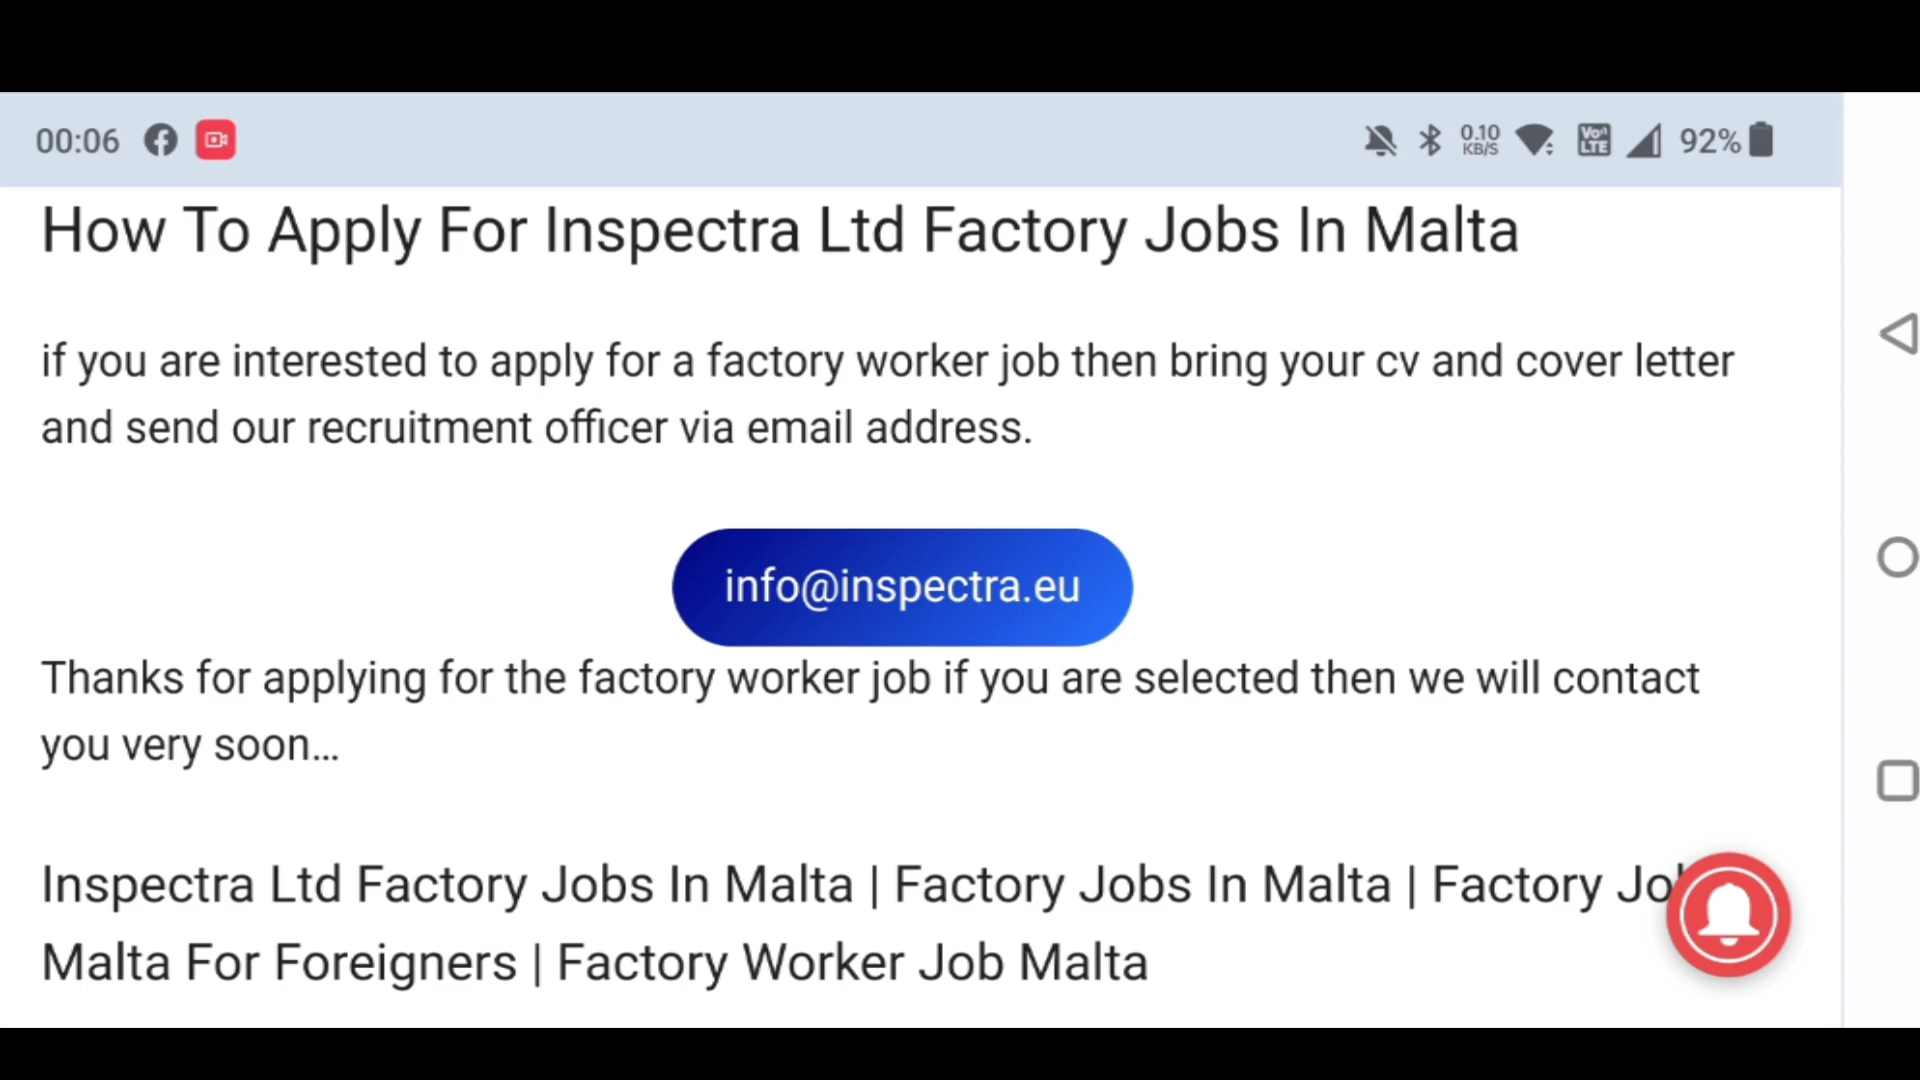 00:06
0.10
KB/S
Vo
LTE
92%
How To Apply For Inspectra Ltd Factory Jobs In Malta
if you are interested to apply for a factory worker job then bring your cv and cover letter
and send our recruitment officer via email address.
info@inspectra.eu
Thanks for applying for the factory worker job if you are selected then we will contact
you very soon...
Inspectra Ltd Factory Jobs In Malta | Factory Jobs In Malta | Factory
Malta For Foreigners | Factory Worker Job Malta